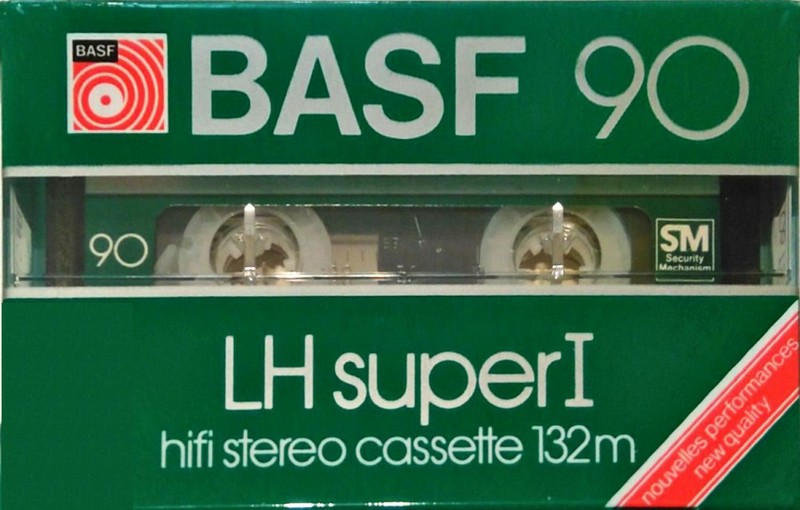 BASF
BASF 90
90
SM
Security
Mechanism
LH super I
hifi stereo cassette 132m
nouvelles performances
new quality